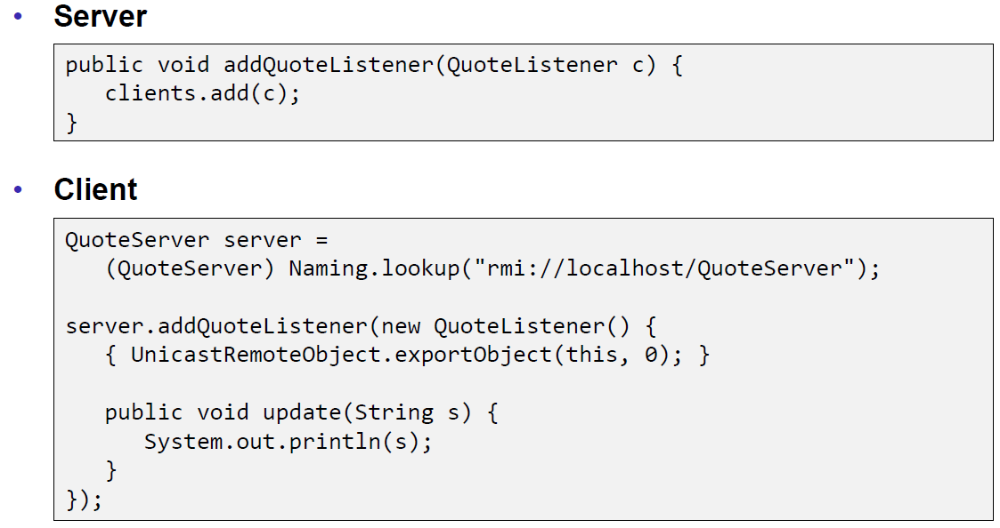 • Server
public void addQuoteListener(QuoteListener c) {
   clients.add(c);
}
• Client
QuoteServer server =
   (QuoteServer) Naming.lookup("rmi://localhost/QuoteServer");
server.addQuoteListener(new QuoteListener() {
   { UnicastRemoteObject.exportObject(this, 0); }
   public void update(String s) {
      System.out.println(s);
   }
});